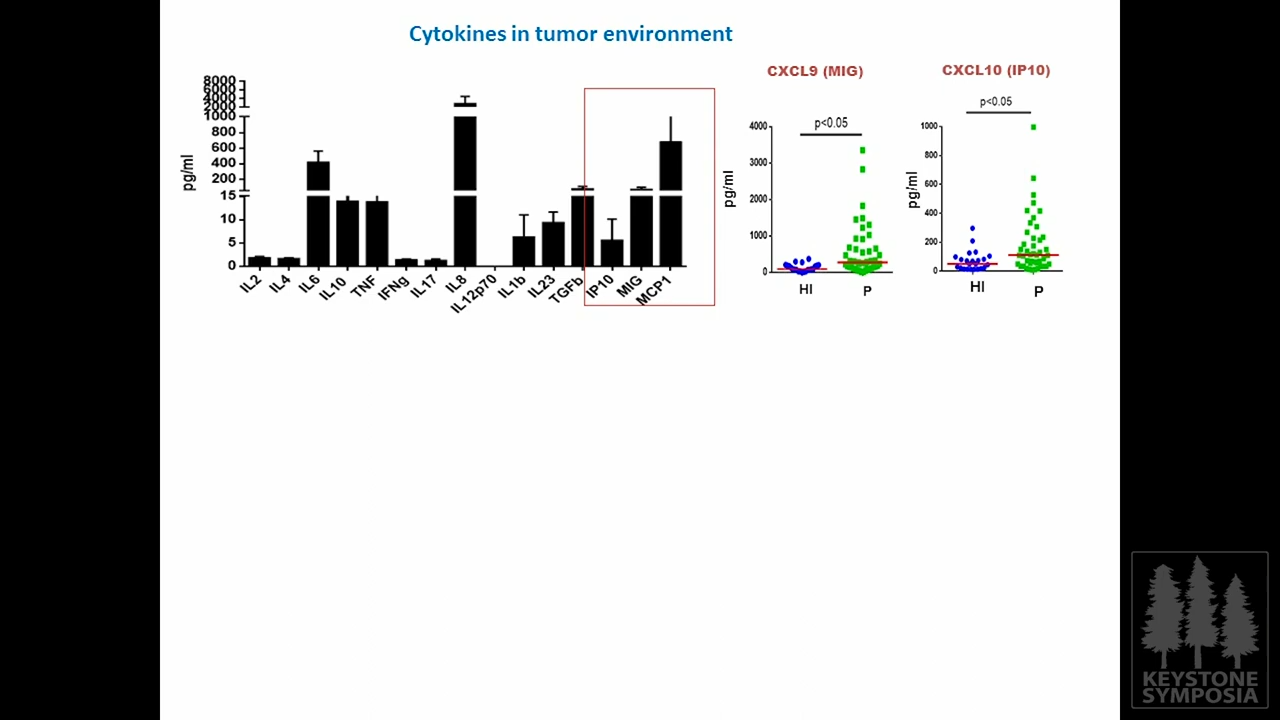 Cytokines in tumor environment
8000
6000
4000
2000
1000
800
600
400
200
15
10
5
0
pg/ml
IL2
IL4
IL6
IL10
TNF
IFNg
IL17
IL8
IL12p70
IL1b
IL23
TGFb
IP10
MIG
MCP1
CXCL9 (MIG)
p<0.05
4000
3000
2000
1000
0
pg/ml
HI
P
CXCL10 (IP10)
p<0.05
1000
800
600
400
200
0
pg/ml
HI
P
KEYSTONE
SYMPOSIA